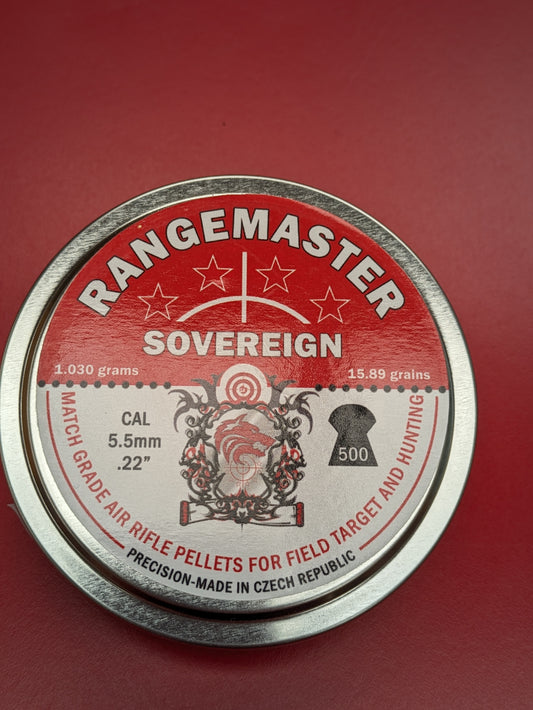 RANGEMASTER
SOVEREIGN
1.030 grams
15.89 grains
CAL
5.5mm
.22"
500
MATCH GRADE AIR RIFLE PELLETS FOR FIELD TARGET AND HUNTING
PRECISION-MADE IN CZECH REPUBLIC